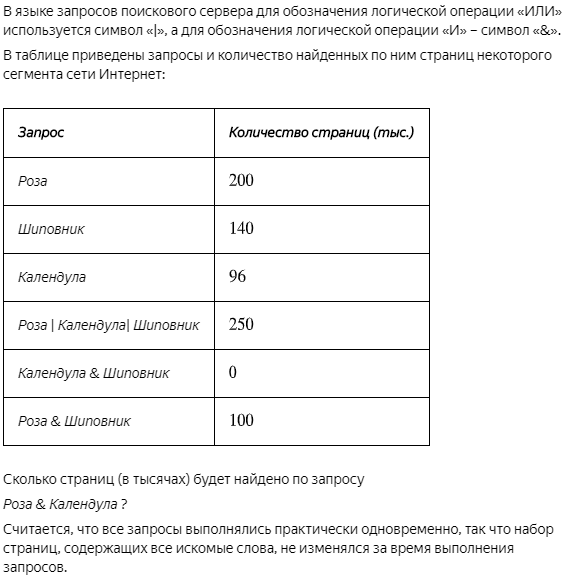 В языке запросов поискового сервера для обозначения логической операции «ИЛИ»
используется символ «|», а для обозначения логической операции «И» – символ «&».
В таблице приведены запросы и количество найденных по ним страниц некоторого
сегмента сети Интернет:
Запрос Количество страниц (тыс.)
Роза 200
Шиповник 140
Календула 96
Роза | Календула| Шиповник 250
Календула & Шиповник 0
Роза & Шиповник 100
Сколько страниц (в тысячах) будет найдено по запросу
Роза & Календула ?
Считается, что все запросы выполнялись практически одновременно, так что набор
страниц, содержащих все искомые слова, не изменялся за время выполнения
запросов.